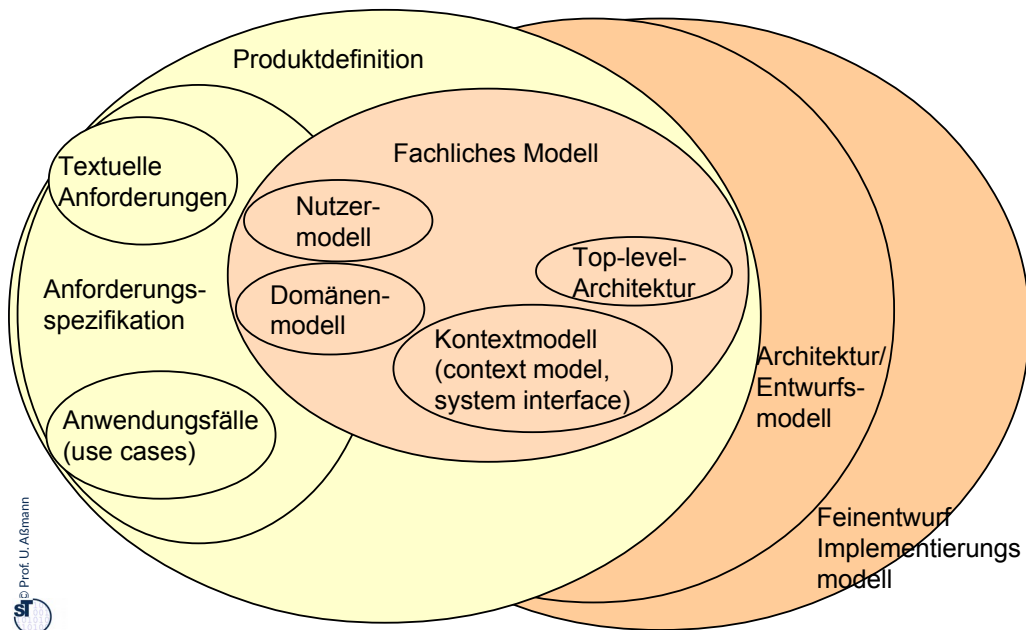 Produktdefinition
Fachliches Modell
Textuelle
Anforderungen
Nutzer-
modell
Top-level-
Architektur
Anforderungs-
spezifikation
Domänen-
modell
Kontextmodell
(context model,
system interface)
Architektur/
Entwurfs-
modell
Anwendungsfälle
(use cases)
Feinentwurf
Implementierungs
modell
© Prof. U. Aßmann
ST